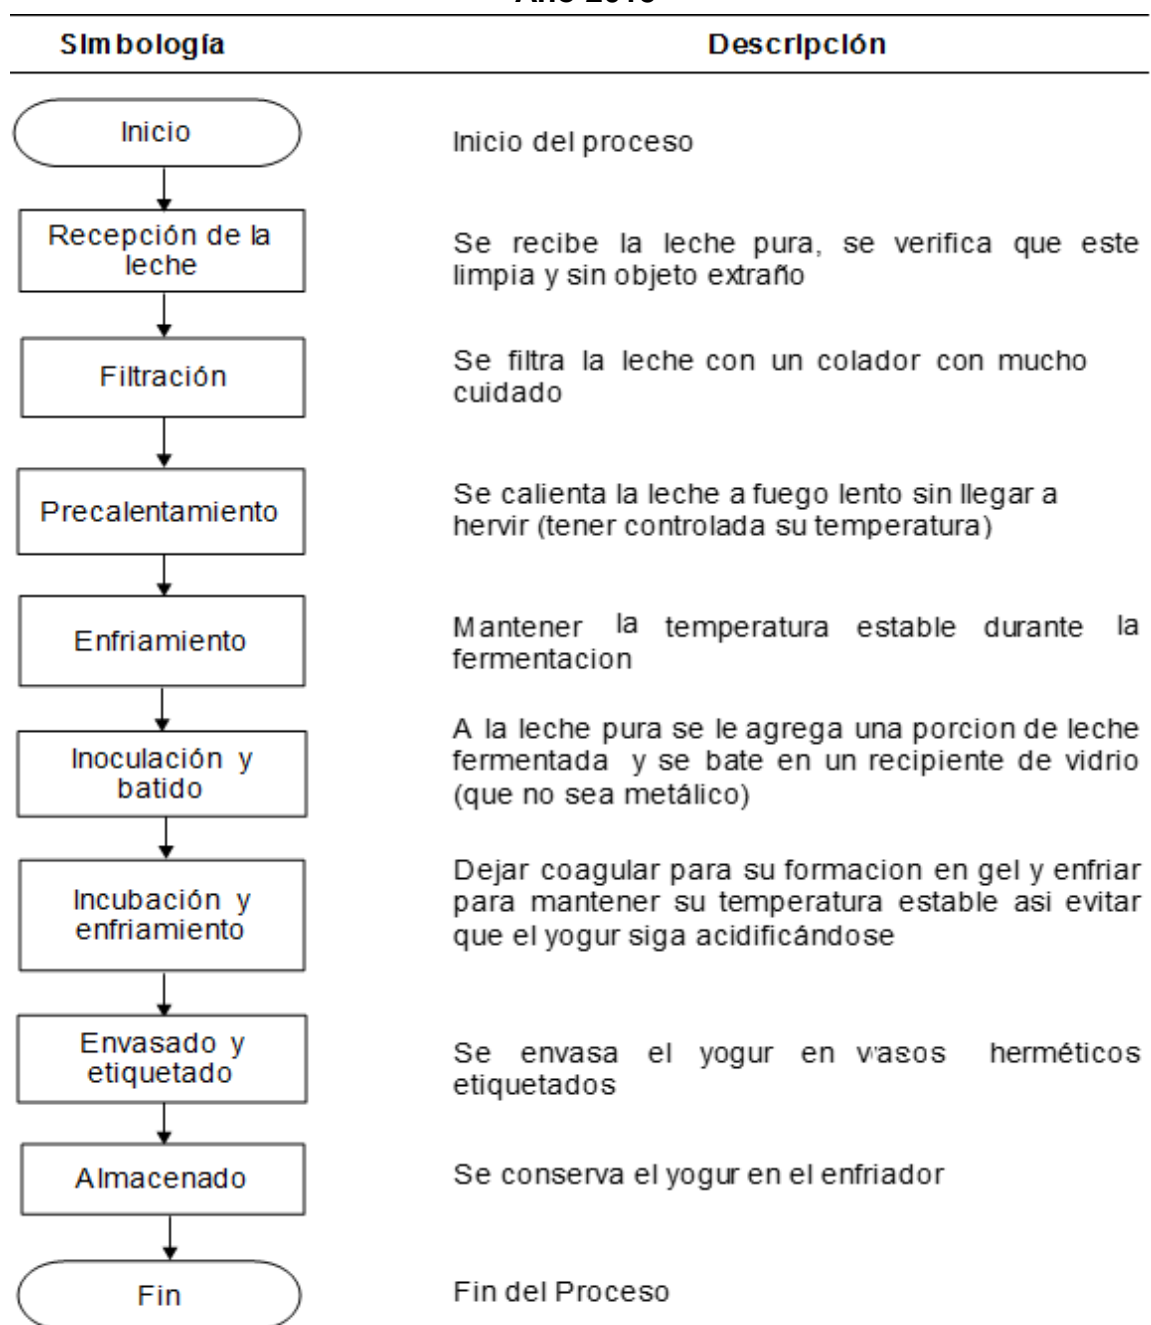 Simbología Descripción
Inicio
Inicio del proceso
Recepción de la
leche
Se recibe la leche pura, se verifica que este
limpia y sin objeto extraño
Filtración
Se filtra la leche con un colador con mucho
cuidado
Precalentamiento
Se calienta la leche a fuego lento sin llegar a
hervir (tener controlada su temperatura)
Enfriamiento
Mantener la temperatura estable durante la
fermentacion
Inoculación y
batido
A la leche pura se le agrega una porcion de leche
fermentada y se bate en un recipiente de vidrio
(que no sea metálico)
Incubación y
enfriamiento
Dejar coagular para su formacion en gel y enfriar
para mantener su temperatura estable asi evitar
que el yogur siga acidificándose
Envasado y
etiquetado
Se envasa el yogur en vasos herméticos
etiquetados
Almacenado
Se conserva el yogur en el enfriador
Fin
Fin del Proceso